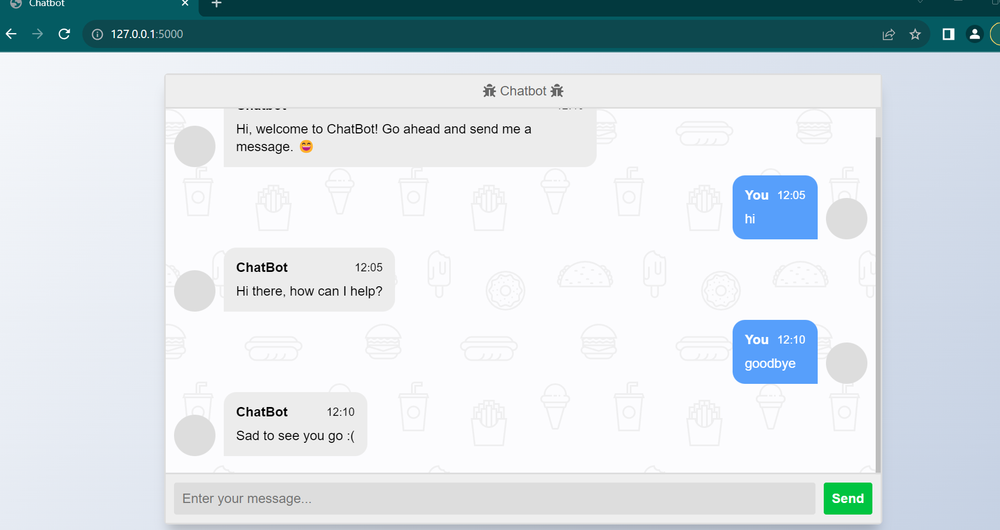 Chatbot
127.0.0.1:5000
Chatbot
Hi, welcome to ChatBot! Go ahead and send me a
message. 😄
You 12:05
hi
ChatBot 12:05
Hi there, how can I help?
You 12:10
goodbye
ChatBot 12:10
Sad to see you go :(
Enter your message...
Send